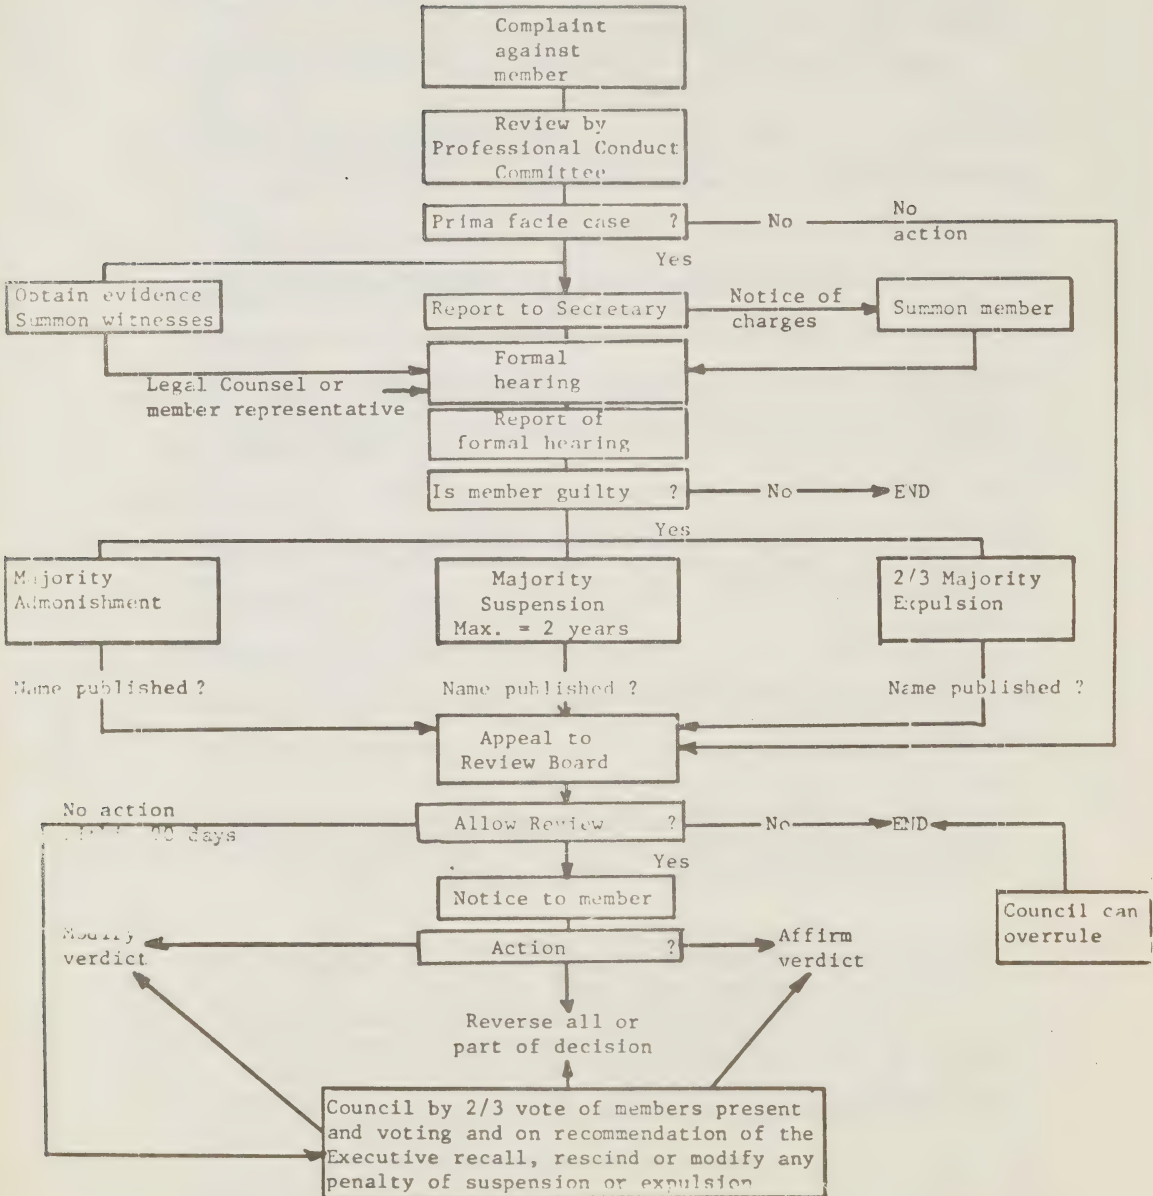 Complaint
against
member
Review by
Professional Conduct
Committee
Prima facie case ?
No
No
action
Yes
Obtain evidence
Summon witnesses
Report to Secretary
Notice of
charges
Summon member
Formal
hearing
Legal Counsel or
member representative
Report of
formal hearing
Is member guilty ?
No
END
Yes
Majority
Admonishment
Majority
Suspension
Max. = 2 years
2/3 Majority
Expulsion
Name published ?
Name published ?
Name published ?
Appeal to
Review Board
No action
days
Allow Review ?
No
END
Yes
Notice to member
Council can
overrule
Modify
verdict
Action ?
Affirm
verdict
Reverse all or
part of decision
Council by 2/3 vote of members present
and voting and on recommendation of the
Executive recall, rescind or modify any
penalty of suspension or expulsion